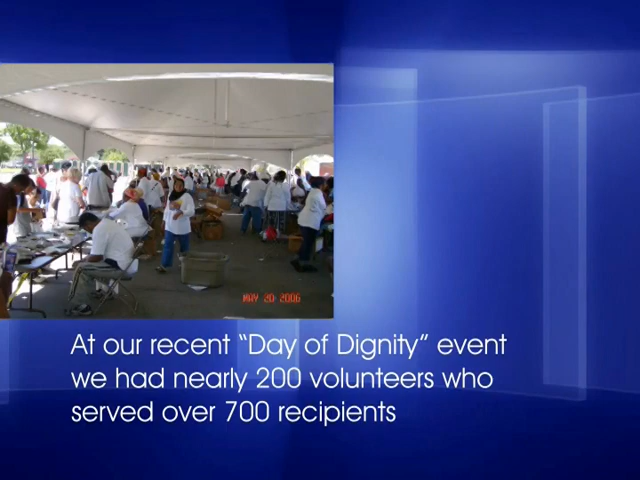 MAY 20 2006
At our recent “Day of Dignity” event
we had nearly 200 volunteers who
served over 700 recipients